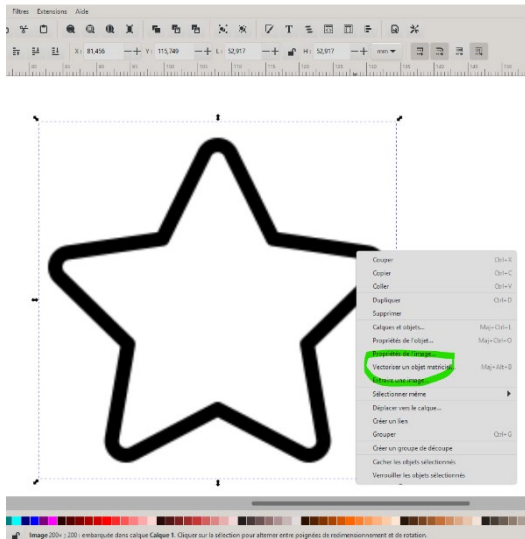 Filtres Extensions Aide
X : 81,456 Y : 115,749 L : 52,917 H : 52,917 mm
Couper Ctrl+X
Copier Ctrl+C
Coller Ctrl+V
Dupliquer Ctrl+D
Supprimer
Calques et objets... Maj+Ctrl+L
Propriétés de l'objet... Maj+Ctrl+O
Propriétés de l'image...
Vectoriser un objet matriciel... Maj+Alt+B
Extraire une image...
Sélectionner même
Déplacer vers le calque...
Créer un lien
Grouper Ctrl+G
Créer un groupe de découpe
Cacher les objets sélectionnés
Verrouiller les objets sélectionnés
Image 200 × ; 200 : embarquée dans calque Calque 1. Cliquer sur la sélection pour alterner entre poignées de redimensionnement et de rotation.